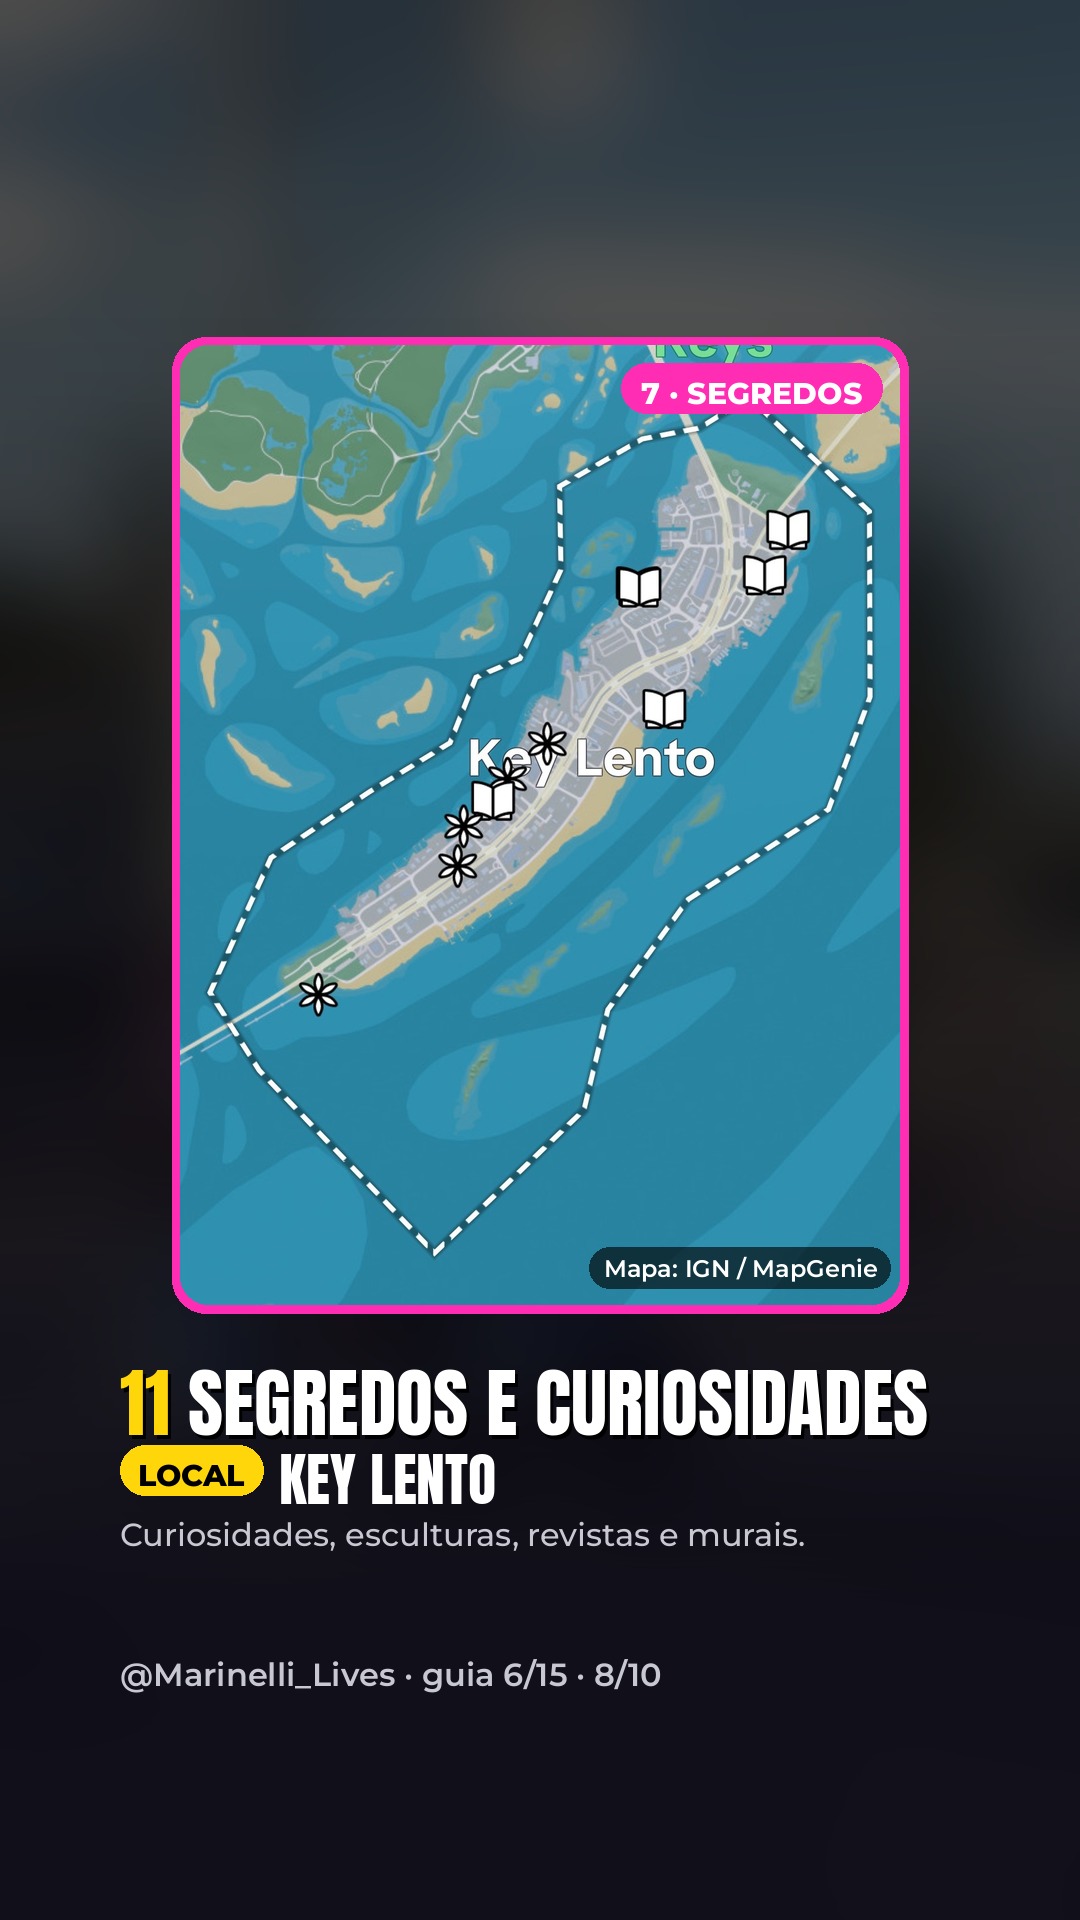 Keys
7 · SEGREDOS
Key Lento
Mapa: IGN / MapGenie
11 SEGREDOS E CURIOSIDADES
LOCAL KEY LENTO
Curiosidades, esculturas, revistas e murais.
@Marinelli_Lives · guia 6/15 · 8/10